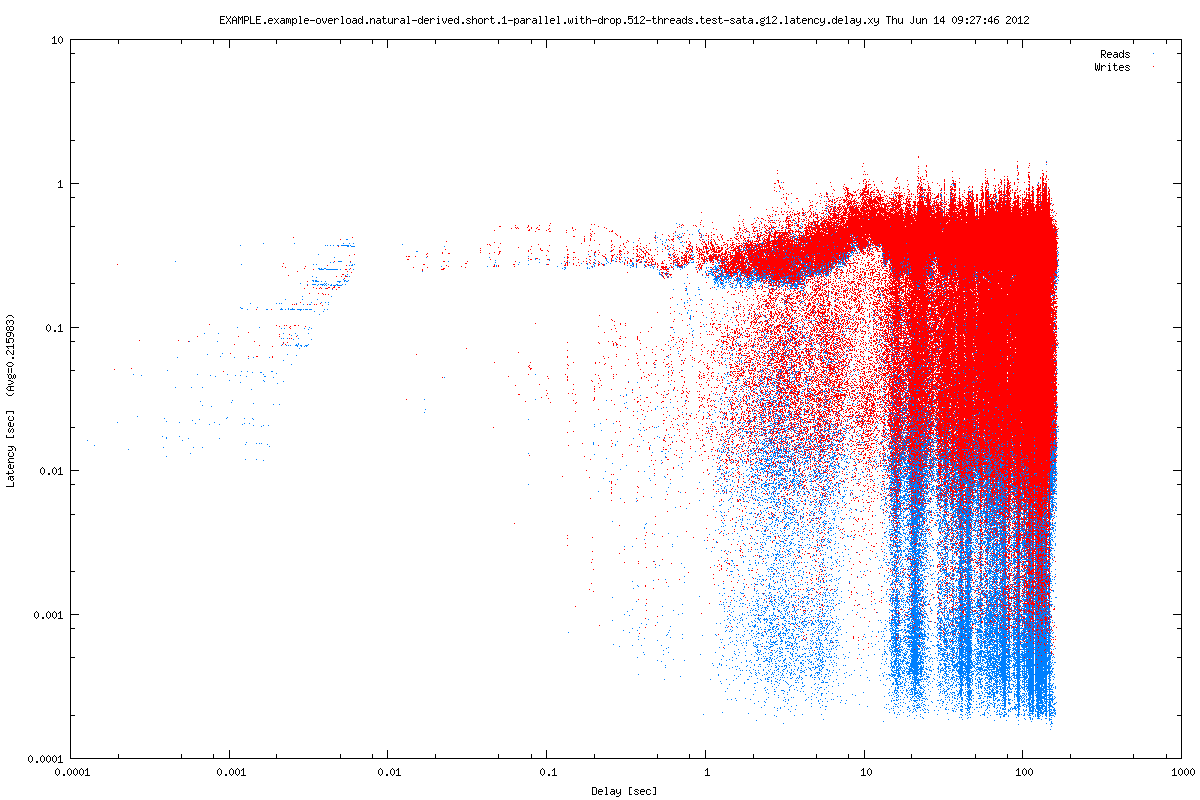 EXAMPLE.example-overload.natural-derived.short.1-parallel.with-drop.512-threads.test-sata.g12.latency.delay.xy Thu Jun 14 09:27:46 2012
Reads
Writes
10
1
0.1
0.01
0.001
0.0001
Latency [sec] (Avg=0.215983)
0.0001
0.001
0.01
0.1
1
10
100
1000
Delay [sec]